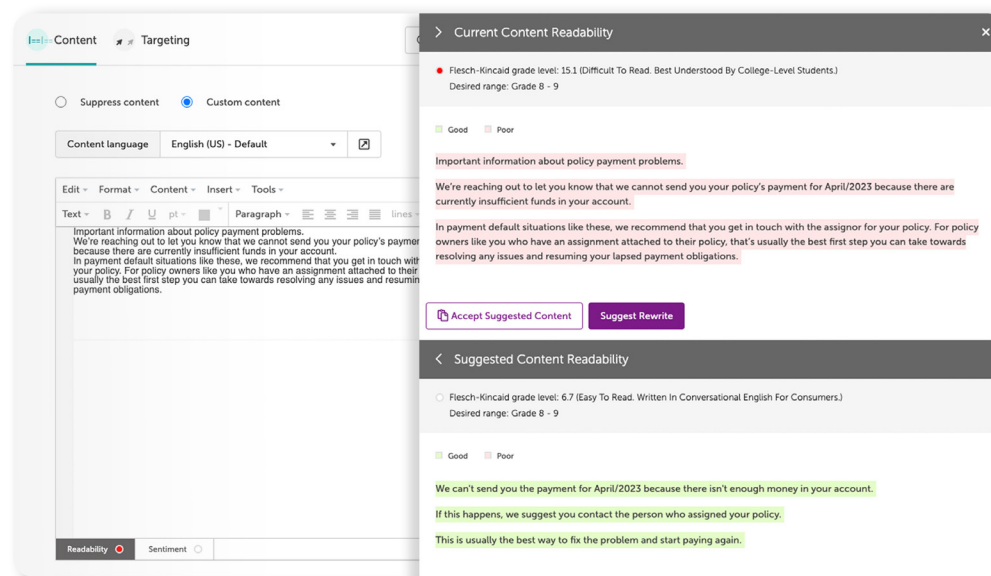 Content
Targeting
Suppress content
Custom content
Content language
English (US) - Default
Edit Format Content Insert Tools
Text B I U pt Paragraph lines
Important information about policy payment problems.
We're reaching out to let you know that we cannot send you your policy's paymer
because there are currently insufficient funds in your account.
In payment default situations like these, we recommend that you get in touch with
your policy. For policy owners like you who have an assignment attached to their
usually the best first step you can take towards resolving any issues and resumin
payment obligations.
Readability
Sentiment
Current Content Readability
Flesch-Kincaid grade level: 15.1 (Difficult To Read. Best Understood By College-Level Students.)
Desired range: Grade 8 - 9
Good Poor
Important information about policy payment problems.
We're reaching out to let you know that we cannot send you your policy's payment for April/2023 because there are
currently insufficient funds in your account.
In payment default situations like these, we recommend that you get in touch with the assignor for your policy. For policy
owners like you who have an assignment attached to their policy, that's usually the best first step you can take towards
resolving any issues and resuming your lapsed payment obligations.
Accept Suggested Content
Suggest Rewrite
Suggested Content Readability
Flesch-Kincaid grade level: 6.7 (Easy To Read. Written In Conversational English For Consumers.)
Desired range: Grade 8 - 9
Good Poor
We can't send you the payment for April/2023 because there isn't enough money in your account.
If this happens, we suggest you contact the person who assigned your policy.
This is usually the best way to fix the problem and start paying again.